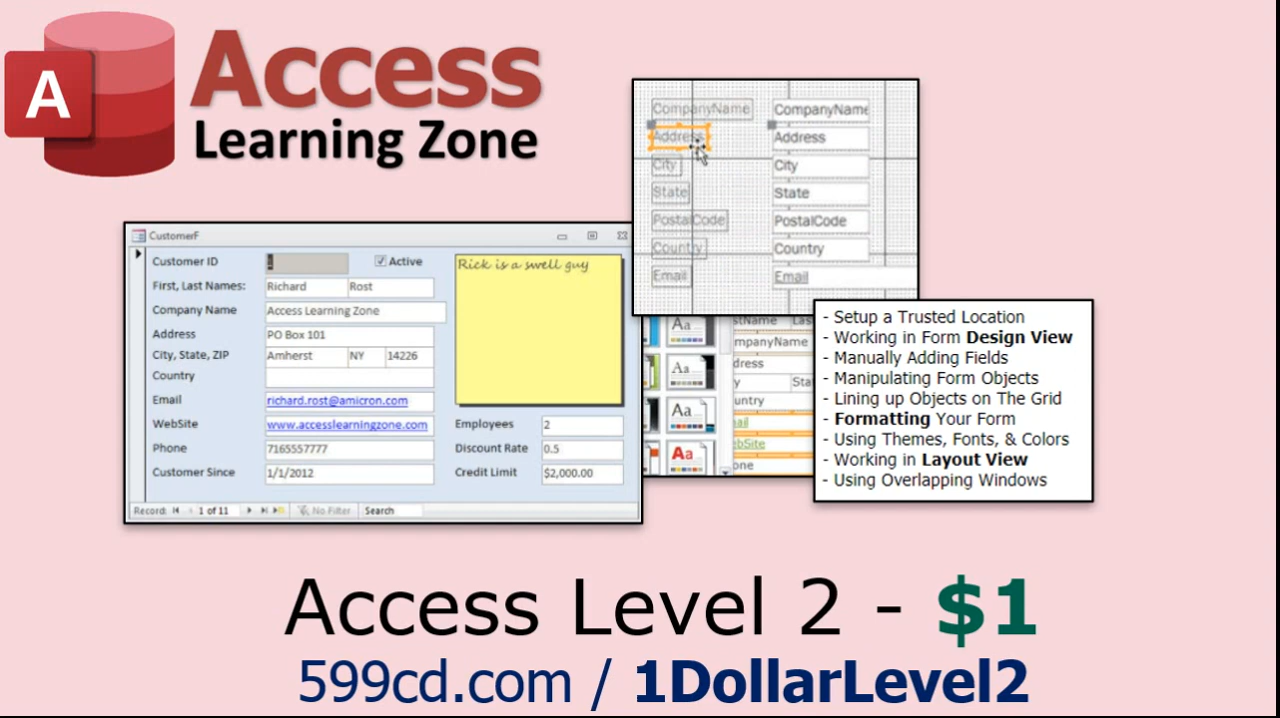 A
Access
Learning Zone
CompanyName CompanyName
Address Address
City City
State State
PostalCode PostalCode
Country Country
Email Email
CustomerF
Customer ID Active
First, Last Names: Richard Rost
Company Name Access Learning Zone
Address PO Box 101
City, State, ZIP Amherst NY 14226
Country
Email richard.rost@amicron.com
WebSite www.accesslearningzone.com
Phone 7165557777
Customer Since 1/1/2012
Rick is a swell guy
Employees 2
Discount Rate 0.5
Credit Limit $2,000.00
Record: 1 of 11 No Filter Search
Aa
Aa
Aa
Aa
- Setup a Trusted Location
- Working in Form Design View
- Manually Adding Fields
- Manipulating Form Objects
- Lining up Objects on The Grid
- Formatting Your Form
- Using Themes, Fonts, & Colors
- Working in Layout View
- Using Overlapping Windows
Access Level 2 - $1
599cd.com / 1DollarLevel2